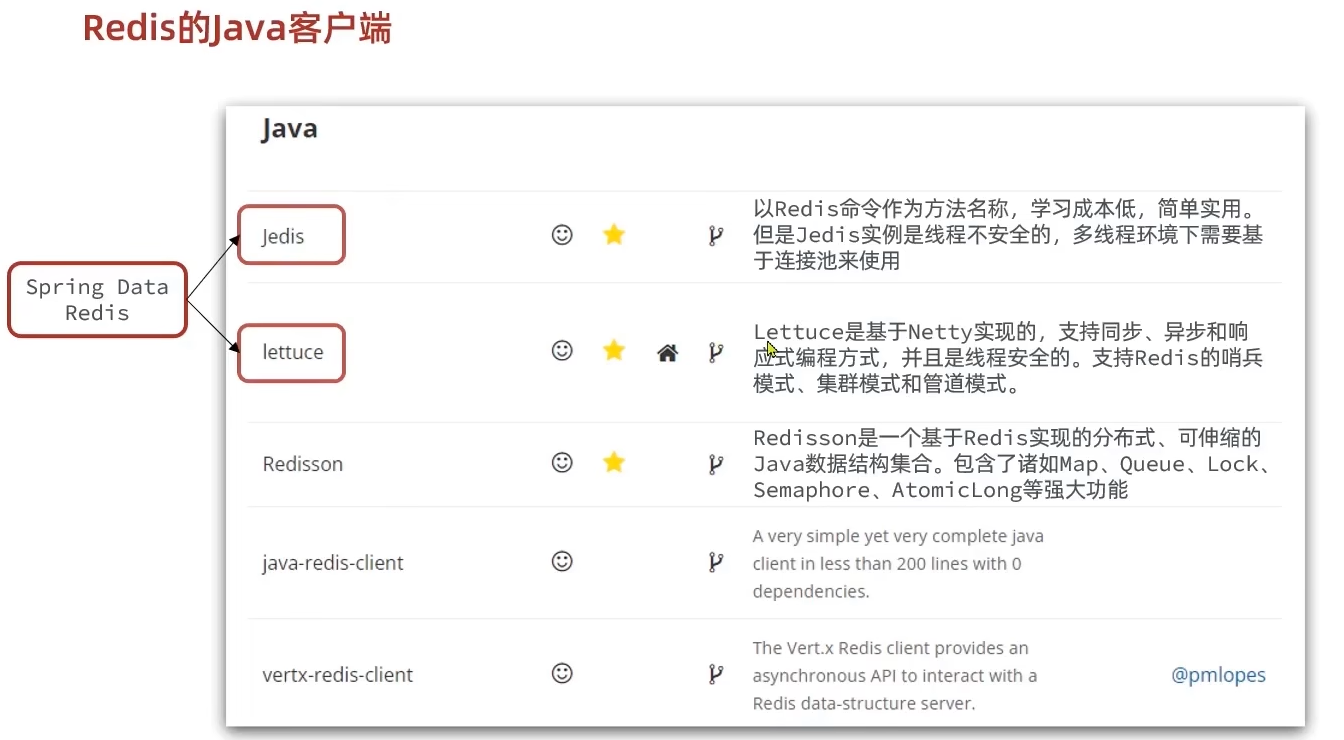 Redis的Java客户端
Java
Spring Data
Redis
Jedis
以Redis命令作为方法名称，学习成本低，简单实用。
但是Jedis实例是线程不安全的，多线程环境下需要基
于连接池来使用
lettuce
Lettuce是基于Netty实现的，支持同步、异步和响
应式编程方式，并且是线程安全的。支持Redis的哨兵
模式、集群模式和管道模式。
Redisson
Redisson是一个基于Redis实现的分布式、可伸缩的
Java数据结构集合。包含了诸如Map、Queue、Lock、
Semaphore、AtomicLong等强大功能
java-redis-client
A very simple yet very complete java
client in less than 200 lines with 0
dependencies.
vertx-redis-client
The Vert.x Redis client provides an
asynchronous API to interact with a
Redis data-structure server.
@pmlopes